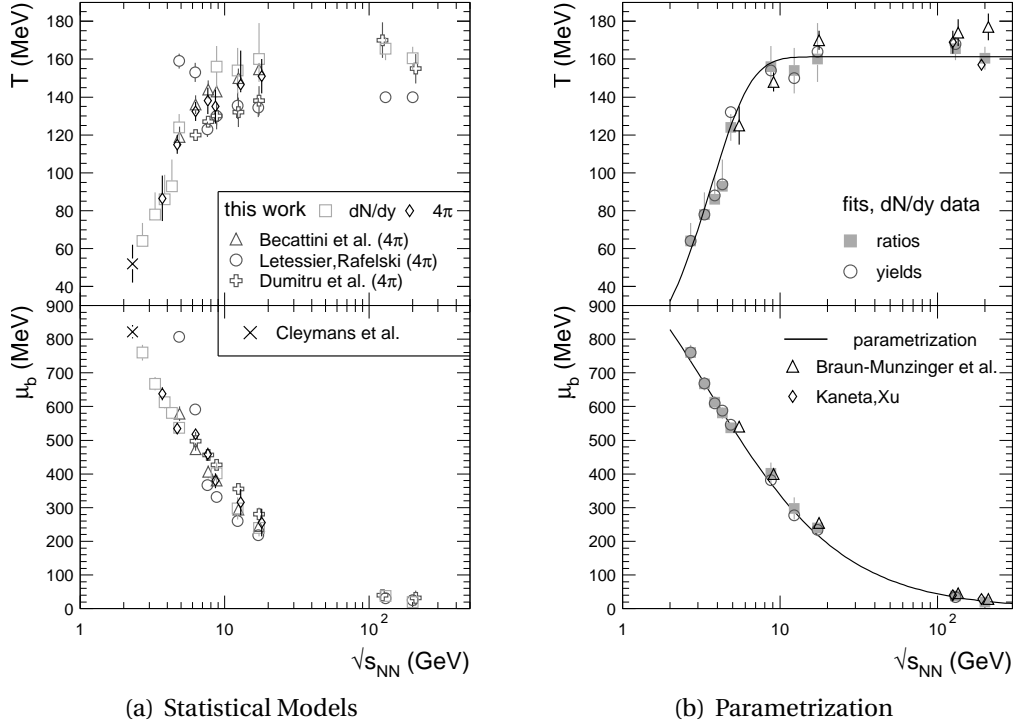 T (MeV)
180
160
140
120
100
80
60
40
this work
dN/dy
4π
Becattini et al. (4π)
Letessier,Rafelski (4π)
Dumitru et al. (4π)
Cleymans et al.
μb (MeV)
900
800
700
600
500
400
300
200
100
0
1
10
10²
√sNN (GeV)
(a) Statistical Models
T (MeV)
180
160
140
120
100
80
60
40
fits, dN/dy data
ratios
yields
μb (MeV)
900
800
700
600
500
400
300
200
100
0
parametrization
Braun-Munzinger et al.
Kaneta,Xu
1
10
10²
√sNN (GeV)
(b) Parametrization